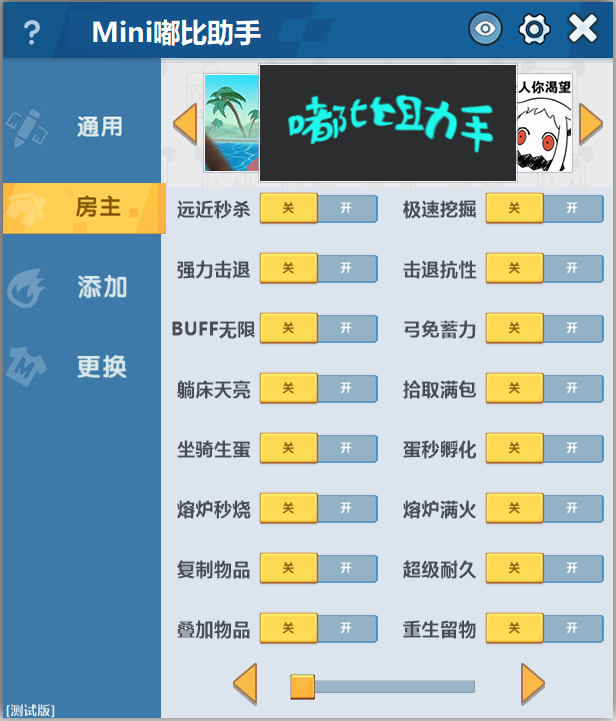 ? Mini嘟比助手
嘟比助手
人你渴望
通用
房主
添加
更换
远近秒杀 关 开 极速挖掘 关 开
强力击退 关 开 击退抗性 关 开
BUFF无限 关 开 弓免蓄力 关 开
躺床天亮 关 开 拾取满包 关 开
坐骑生蛋 关 开 蛋秒孵化 关 开
熔炉秒烧 关 开 熔炉满火 关 开
复制物品 关 开 超级耐久 关 开
叠加物品 关 开 重生留物 关 开
[测试版]